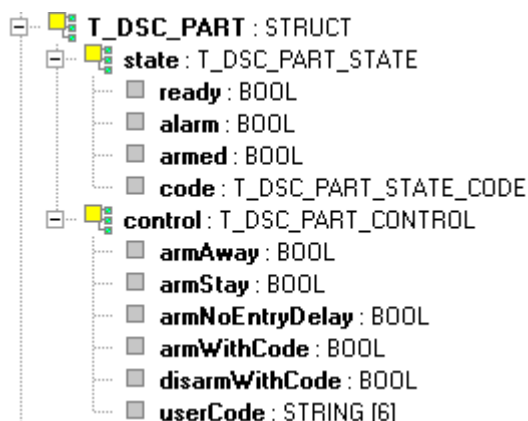 T_DSC_PART : STRUCT
state : T_DSC_PART_STATE
ready : BOOL
alarm : BOOL
armed : BOOL
code : T_DSC_PART_STATE_CODE
control : T_DSC_PART_CONTROL
armAway : BOOL
armStay : BOOL
armNoEntryDelay : BOOL
armWithCode : BOOL
disarmWithCode : BOOL
userCode : STRING [6]